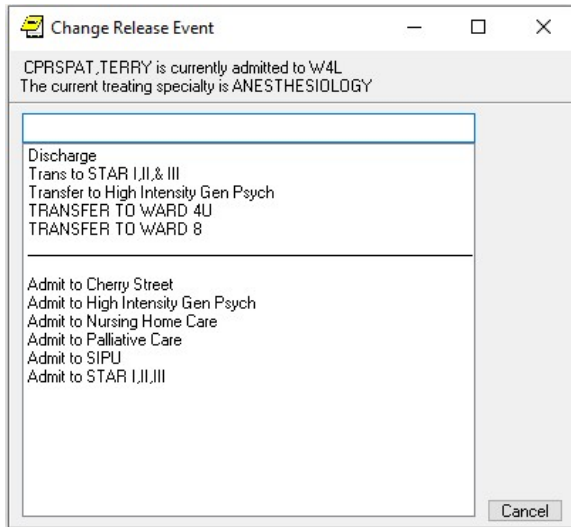 Change Release Event
CPRSPAT,TERRY is currently admitted to W4L
The current treating specialty is ANESTHESIOLOGY
Discharge
Trans to STAR I,II,& III
Transfer to High Intensity Gen Psych
TRANSFER TO WARD 4U
TRANSFER TO WARD 8
Admit to Cherry Street
Admit to High Intensity Gen Psych
Admit to Nursing Home Care
Admit to Palliative Care
Admit to SIPU
Admit to STAR I,II,III
Cancel